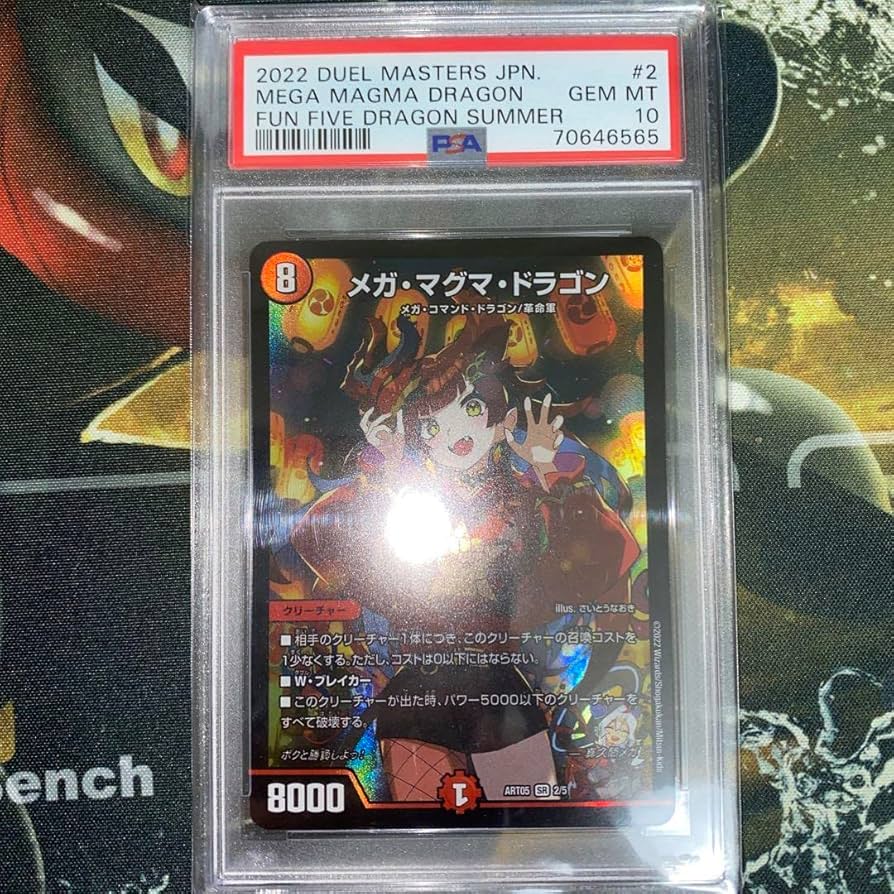 2022 DUEL MASTERS JPN. #2
MEGA MAGMA DRAGON GEM MT
FUN FIVE DRAGON SUMMER 10
PSA 70646565
8 メガ・マグマ・ドラゴン
メガ・コマンド・ドラゴン/革命軍
クリーチャー
illus. さいとうなおき
■相手のクリーチャー1体につき、このクリーチャーの召喚コストを
1少なくする。ただし、コストは0以下にはならない。
■W・ブレイカー
■このクリーチャーが出た時、パワー5000以下のクリーチャーを
すべて破壊する。
ボクと勝負しよっ!
8000
1
ART05 SR 2/5
©2022 Wizards/Shogakukan/Mitsui-kids
bench